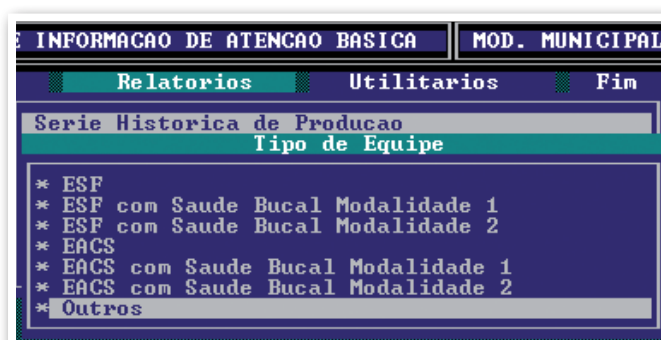 E INFORMACAO DE ATENCAO BASICA MOD. MUNICIPAL
Relatorios Utilitarios Fim
Serie Historica de Producao
Tipo de Equipe
* ESF
* ESF com Saude Bucal Modalidade 1
* ESF com Saude Bucal Modalidade 2
* EACS
* EACS com Saude Bucal Modalidade 1
* EACS com Saude Bucal Modalidade 2
* Outros